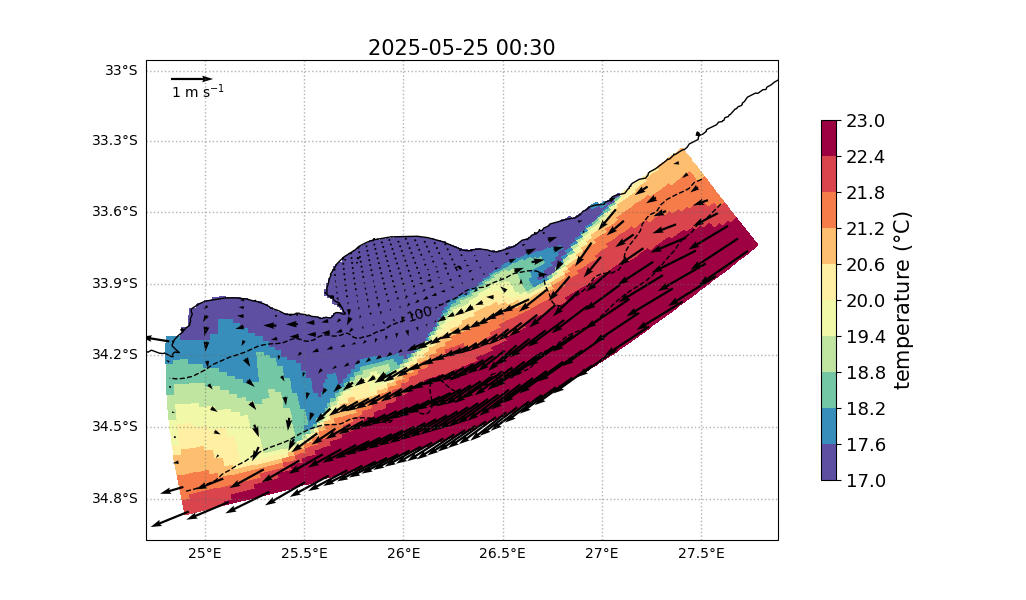 2025-05-25 00:30
1 m s⁻¹
33°S
33.3°S
33.6°S
33.9°S
34.2°S
34.5°S
34.8°S
100
25°E
25.5°E
26°E
26.5°E
27°E
27.5°E
23.0
22.4
21.8
21.2
20.6
20.0
19.4
18.8
18.2
17.6
17.0
temperature (°C)